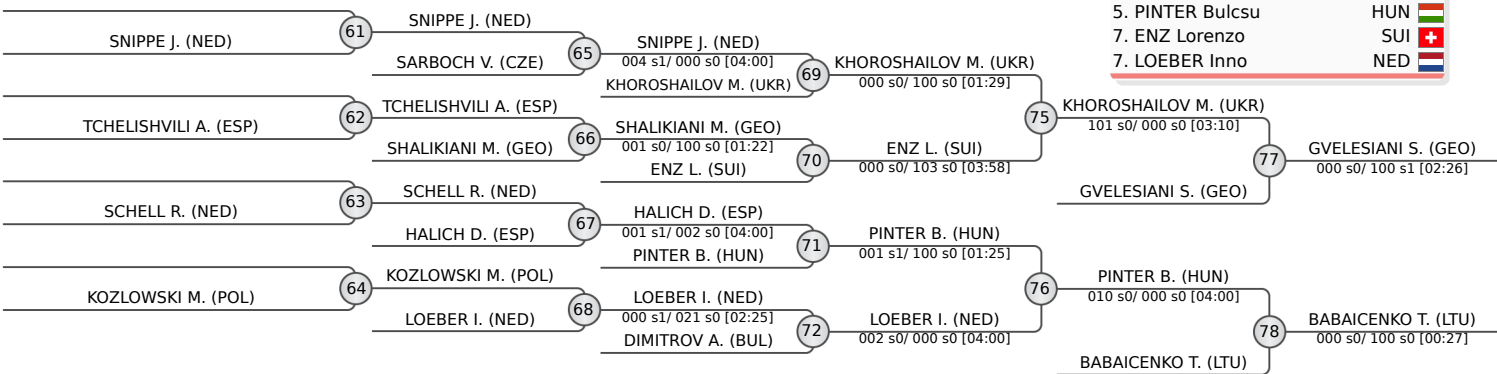 5. PINTER Bulcsu HUN
7. ENZ Lorenzo SUI
7. LOEBER Inno NED
SNIPPE J. (NED)
61
SNIPPE J. (NED)
SARBOCH V. (CZE)
65
SNIPPE J. (NED)
004 s1/ 000 s0 [04:00]
KHOROSHAILOV M. (UKR)
69
KHOROSHAILOV M. (UKR)
000 s0/ 100 s0 [01:29]
TCHELISHVILI A. (ESP)
62
TCHELISHVILI A. (ESP)
SHALIKIANI M. (GEO)
66
SHALIKIANI M. (GEO)
001 s0/ 100 s0 [01:22]
ENZ L. (SUI)
70
ENZ L. (SUI)
000 s0/ 103 s0 [03:58]
75
KHOROSHAILOV M. (UKR)
101 s0/ 000 s0 [03:10]
GVELESIANI S. (GEO)
77
GVELESIANI S. (GEO)
000 s0/ 100 s1 [02:26]
SCHELL R. (NED)
63
SCHELL R. (NED)
HALICH D. (ESP)
67
HALICH D. (ESP)
001 s1/ 002 s0 [04:00]
PINTER B. (HUN)
71
PINTER B. (HUN)
001 s1/ 100 s0 [01:25]
KOZLOWSKI M. (POL)
64
KOZLOWSKI M. (POL)
LOEBER I. (NED)
68
LOEBER I. (NED)
000 s1/ 021 s0 [02:25]
DIMITROV A. (BUL)
72
LOEBER I. (NED)
002 s0/ 000 s0 [04:00]
76
PINTER B. (HUN)
010 s0/ 000 s0 [04:00]
BABAICENKO T. (LTU)
78
BABAICENKO T. (LTU)
000 s0/ 100 s0 [00:27]